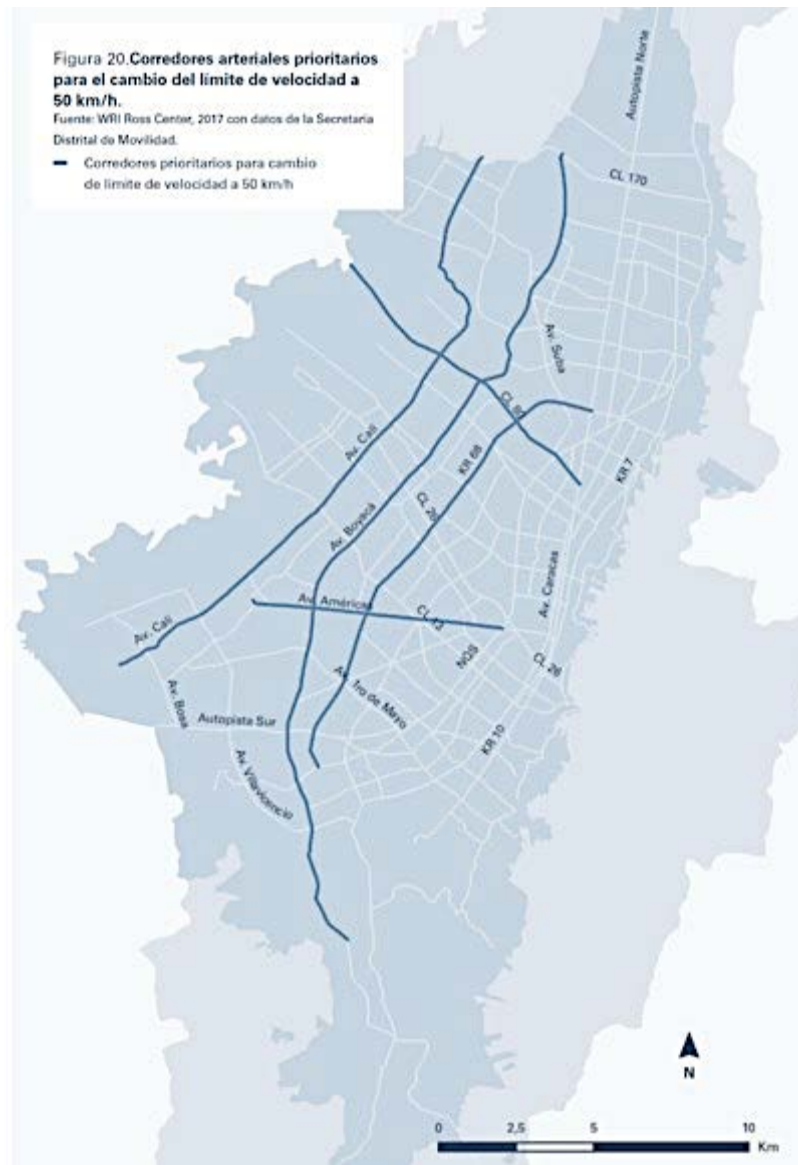 Figura 20.Corredores arteriales prioritarios
para el cambio del límite de velocidad a
50 km/h.
Fuente: WRI Ross Center, 2017 con datos de la Secretaria
Distrital de Movilidad.
Corredores prioritarios para cambio
de límite de velocidad a 50 km/h
Autopista Norte
CL 170
Av. Suba
CL 80
Av. Cali
KR 68
KR 7
CL 26
Av. Boyacá
Av. Caracas
Av. Américas
CL 13
Av. Cali
NQS
CL 26
Av. 1ro de Mayo
Av. Bosa
Autopista Sur
KR 10
Av. Villavicencio
N
0 2,5 5 10
Km